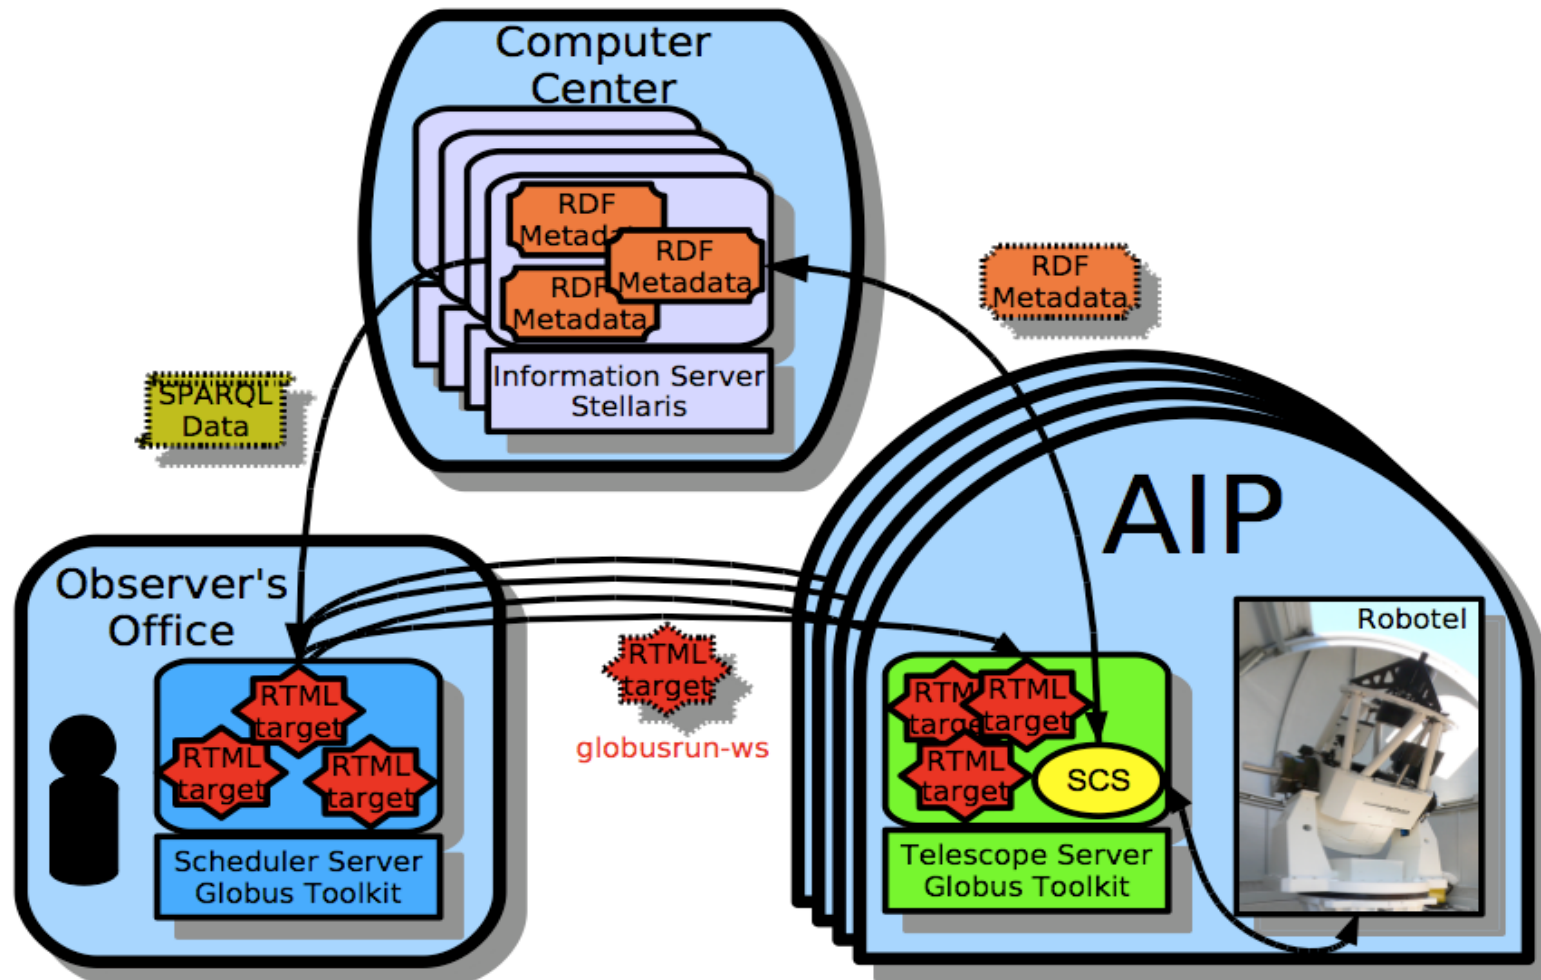 Computer
Center
RDF
Metadata
RDF
Metadata
RDF
Metadata
Information Server
Stellaris
RDF
Metadata
SPARQL
Data
AIP
Observer's
Office
RTML
target
RTML
target
RTML
target
Scheduler Server
Globus Toolkit
RTML
target
globusrun-ws
RTML
target
RTML
target
RTML
target
SCS
Telescope Server
Globus Toolkit
Robotel